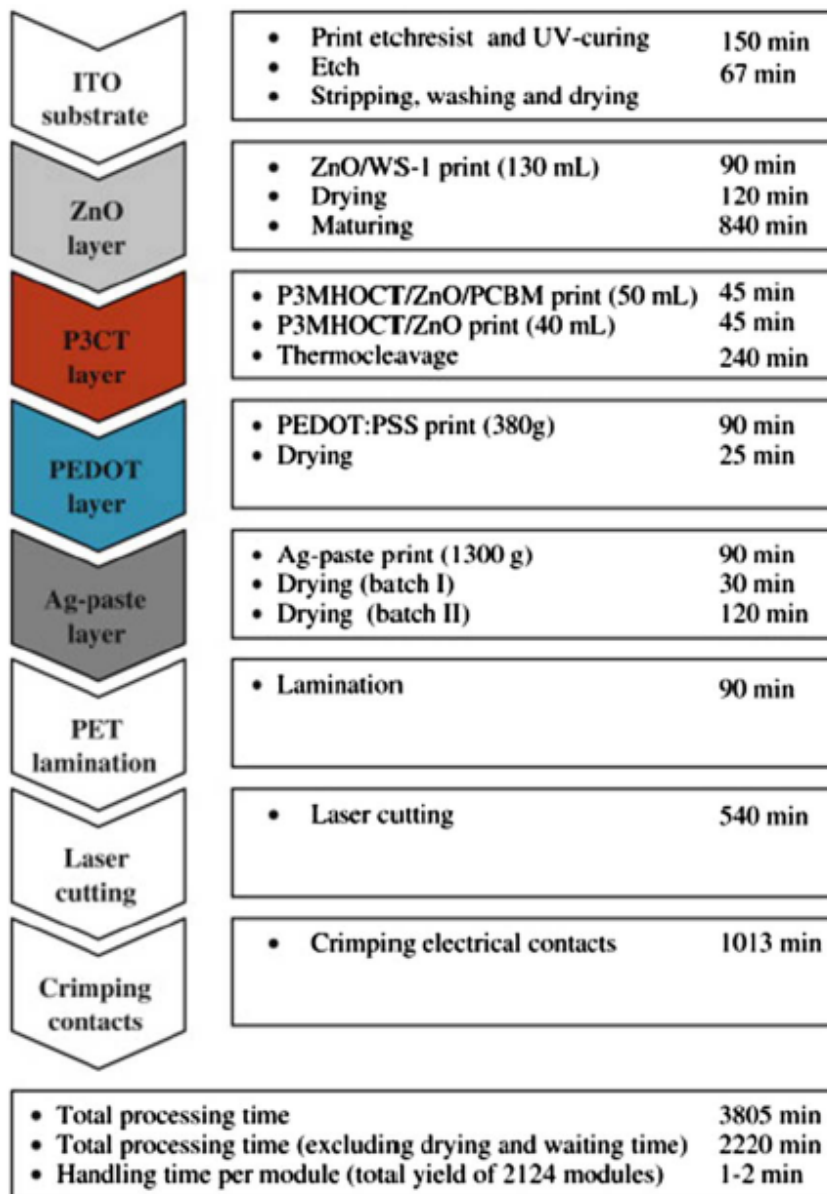 ITO
substrate
• Print etchresist and UV-curing 150 min
• Etch 67 min
• Stripping, washing and drying
ZnO
layer
• ZnO/WS-1 print (130 mL) 90 min
• Drying 120 min
• Maturing 840 min
P3CT
layer
• P3MHOCT/ZnO/PCBM print (50 mL) 45 min
• P3MHOCT/ZnO print (40 mL) 45 min
• Thermocleavage 240 min
PEDOT
layer
• PEDOT:PSS print (380g) 90 min
• Drying 25 min
Ag-paste
layer
• Ag-paste print (1300 g) 90 min
• Drying (batch I) 30 min
• Drying (batch II) 120 min
PET
lamination
• Lamination 90 min
Laser
cutting
• Laser cutting 540 min
Crimping
contacts
• Crimping electrical contacts 1013 min
• Total processing time 3805 min
• Total processing time (excluding drying and waiting time) 2220 min
• Handling time per module (total yield of 2124 modules) 1-2 min